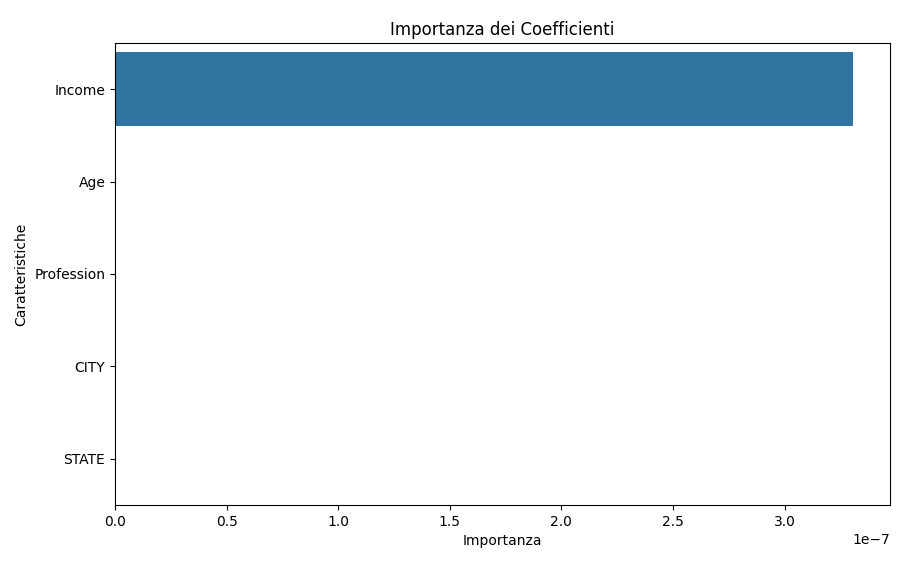 Importanza dei Coefficienti
Income
Age
Profession
CITY
STATE
Caratteristiche
0.0 0.5 1.0 1.5 2.0 2.5 3.0
1e−7
Importanza